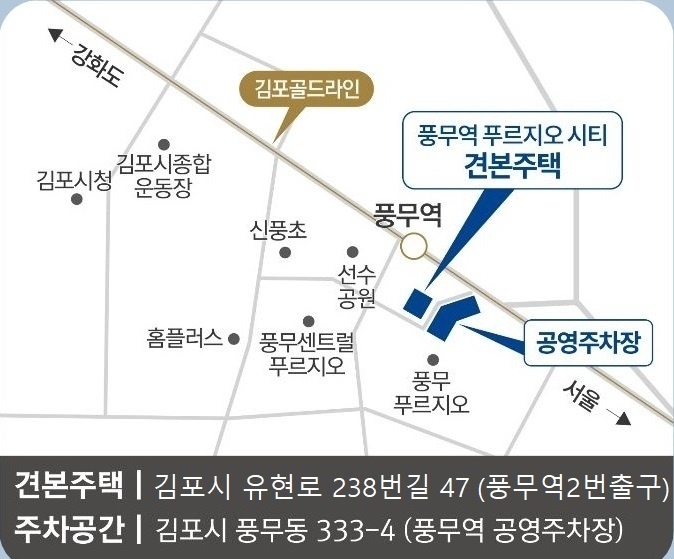 강화도
김포골드라인
풍무역 푸르지오 시티
견본주택
김포시종합
운동장
김포시청
풍무역
신풍초
선수
공원
홈플러스
풍무센트럴
푸르지오
공영주차장
풍무
푸르지오
서울
견본주택 | 김포시 유현로 238번길 47 (풍무역2번출구)
주차공간 | 김포시 풍무동 333-4 (풍무역 공영주차장)